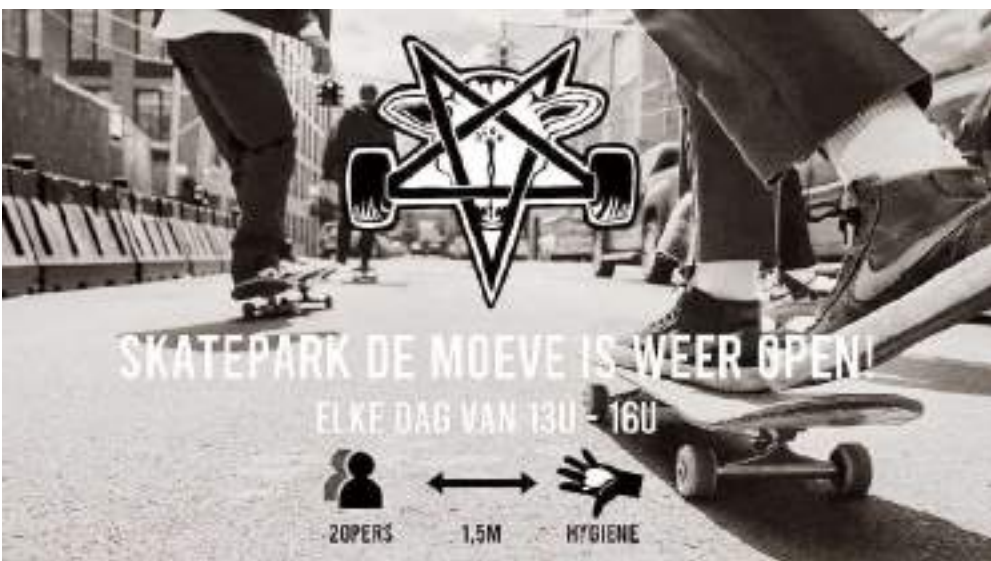 SKATEPARK DE MOEVE IS WEER OPEN!
ELKE DAG VAN 13U - 16U
20PERS 1,5M HYGIENE